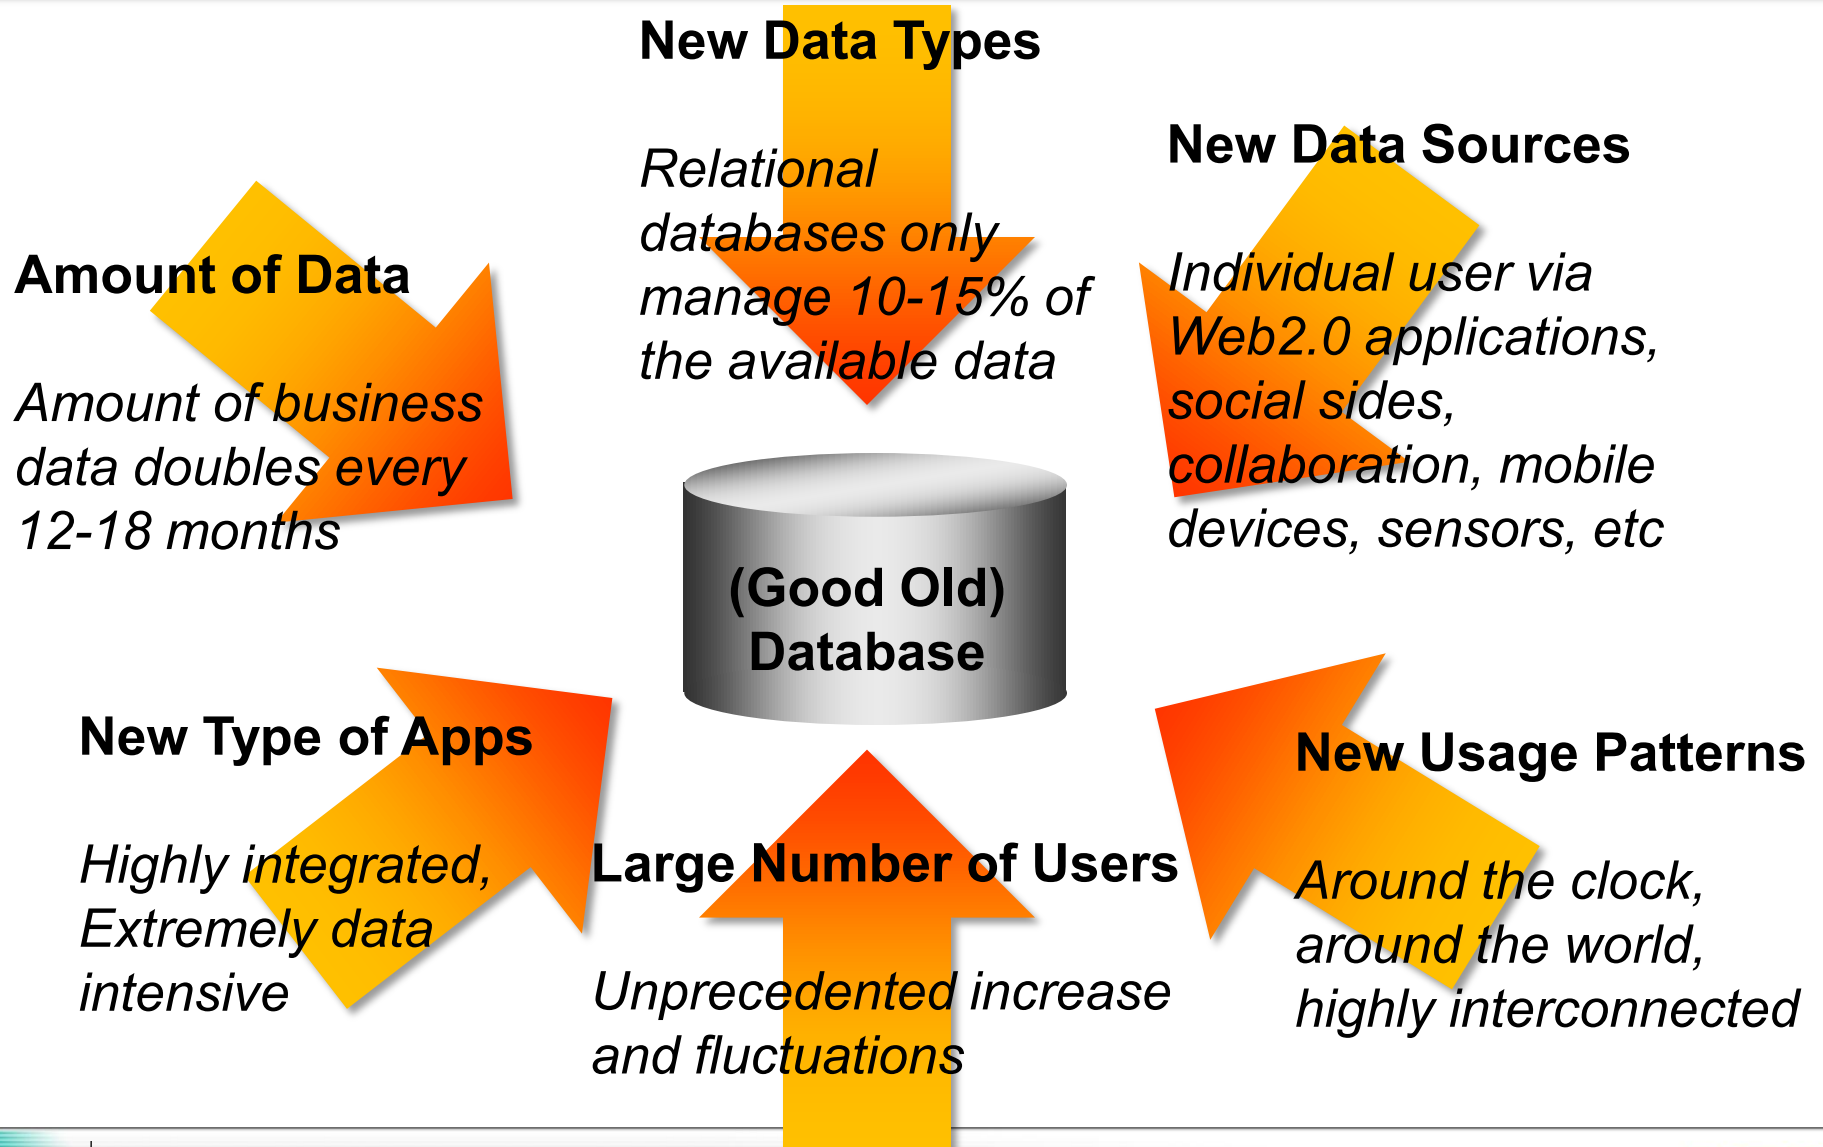 New Data Types
Relational
databases only
manage 10-15% of
the available data
New Data Sources
Individual user via
Web2.0 applications,
social sides,
collaboration, mobile
devices, sensors, etc
Amount of Data
Amount of business
data doubles every
12-18 months
(Good Old)
Database
New Type of Apps
Highly integrated,
Extremely data
intensive
Large Number of Users
Unprecedented increase
and fluctuations
New Usage Patterns
Around the clock,
around the world,
highly interconnected